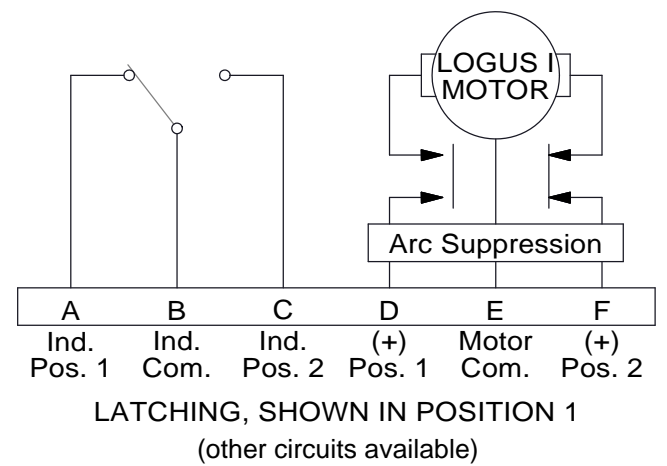 LOGUS I
MOTOR
Arc Suppression
A B C D E F
Ind. Ind. Ind. (+) Motor (+)
Pos. 1 Com. Pos. 2 Pos. 1 Com. Pos. 2
LATCHING, SHOWN IN POSITION 1
(other circuits available)